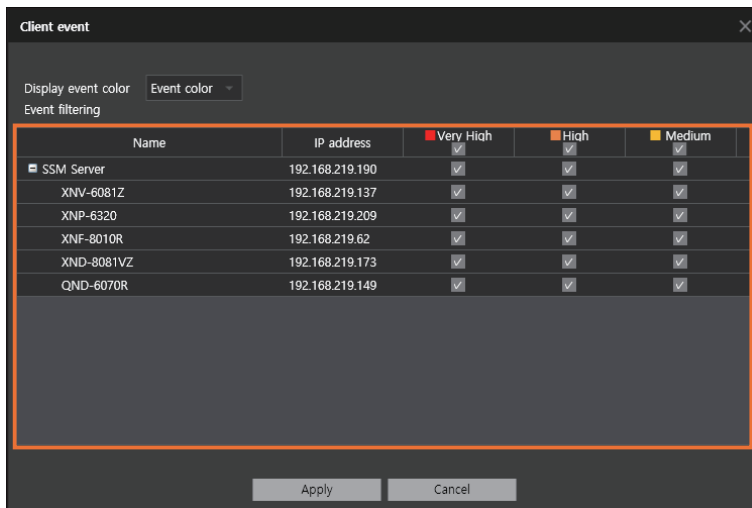 Client event
Display event color Event color
Event filtering
Name IP address Very High High Medium
SSM Server 192.168.219.190
XNV-6081Z 192.168.219.137
XNP-6320 192.168.219.209
XNF-8010R 192.168.219.62
XND-8081VZ 192.168.219.173
QND-6070R 192.168.219.149
Apply Cancel